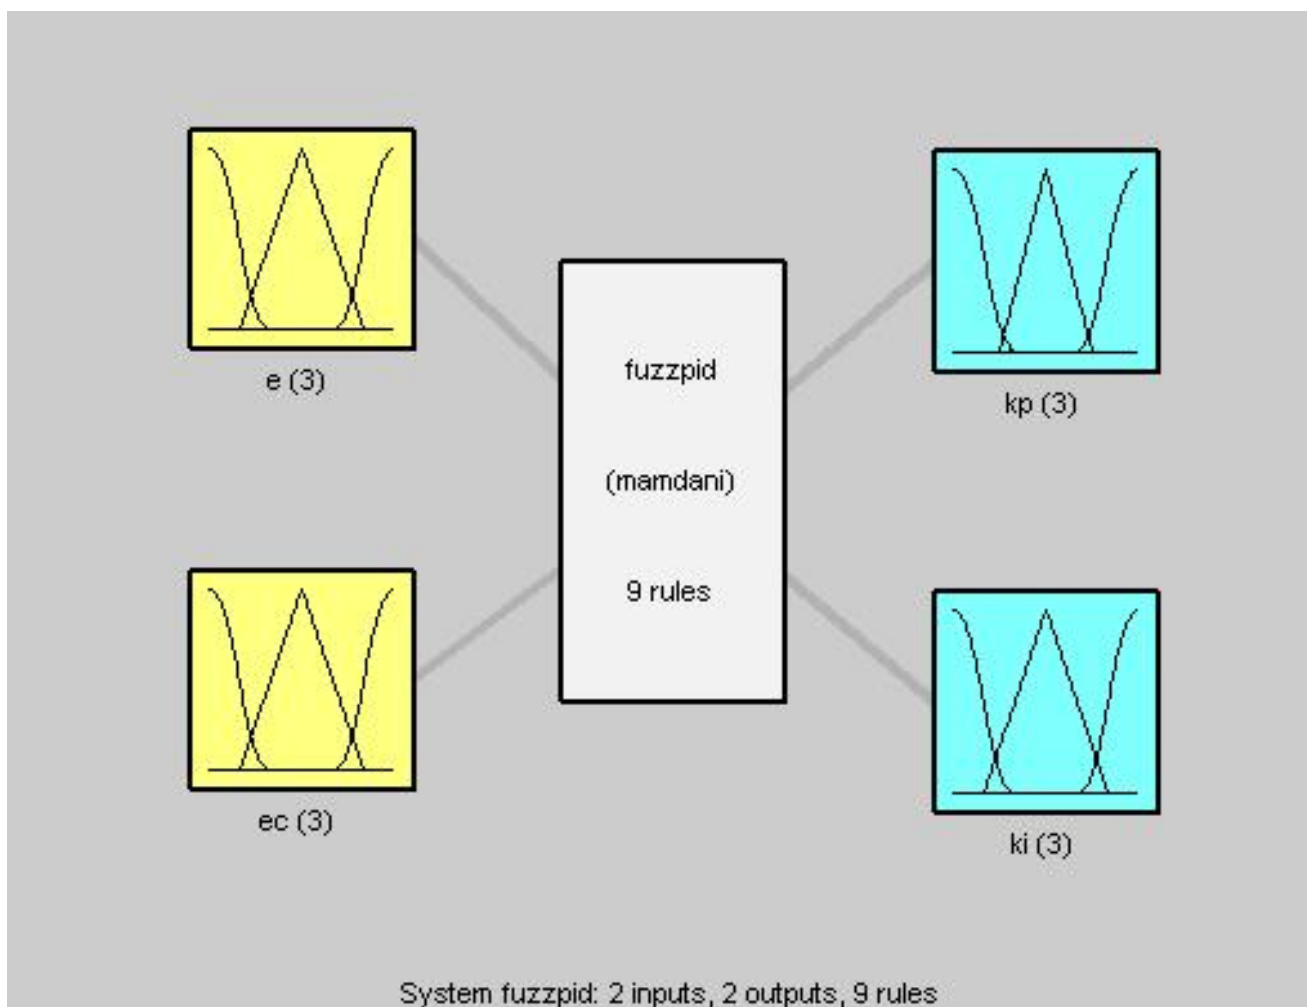 e (3)
ec (3)
fuzzpid
(mamdani)
9 rules
kp (3)
ki (3)
System fuzzpid: 2 inputs, 2 outputs, 9 rules